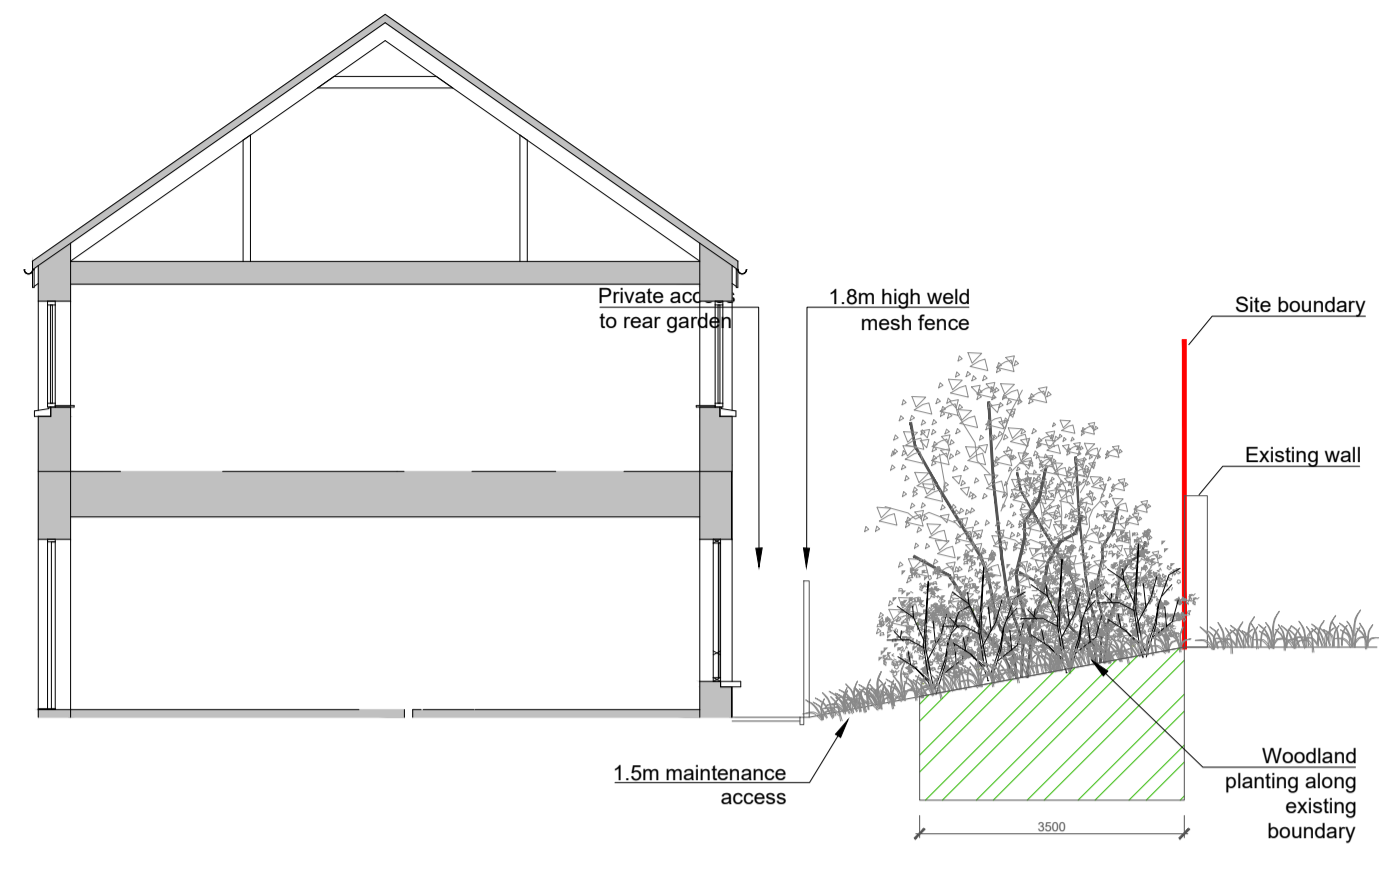 Private access
to rear garden
1.8m high weld
mesh fence
Site boundary
Existing wall
1.5m maintenance
access
Woodland
planting along
existing
boundary
3500